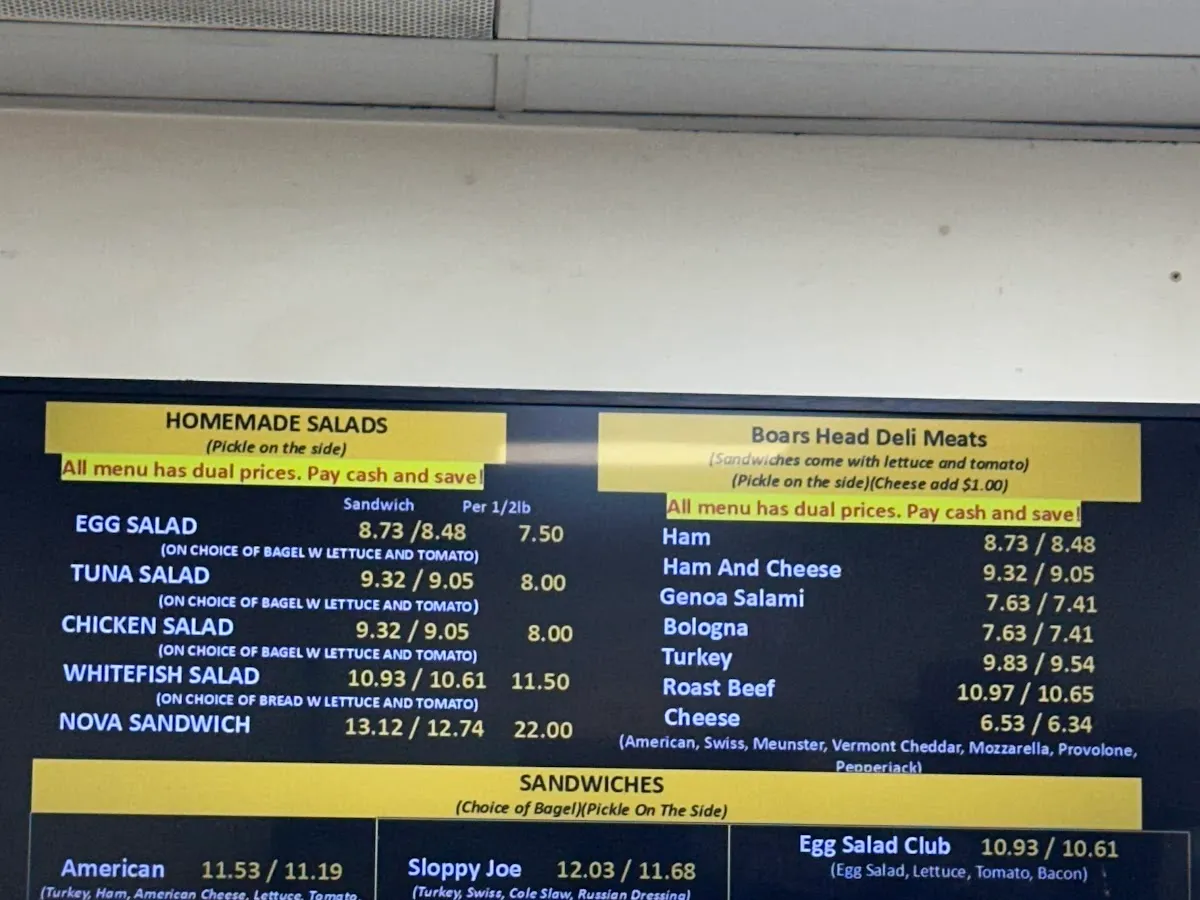 HOMEMADE SALADS
(Pickle on the side)
All menu has dual prices. Pay cash and save!
Sandwich Per 1/2lb
EGG SALAD 8.73 /8.48 7.50
(ON CHOICE OF BAGEL W LETTUCE AND TOMATO)
TUNA SALAD 9.32 / 9.05 8.00
(ON CHOICE OF BAGEL W LETTUCE AND TOMATO)
CHICKEN SALAD 9.32 / 9.05 8.00
(ON CHOICE OF BAGEL W LETTUCE AND TOMATO)
WHITEFISH SALAD 10.93 / 10.61 11.50
(ON CHOICE OF BREAD W LETTUCE AND TOMATO)
NOVA SANDWICH 13.12 / 12.74 22.00
Boars Head Deli Meats
(Sandwiches come with lettuce and tomato)
(Pickle on the side)(Cheese add $1.00)
All menu has dual prices. Pay cash and save!
Ham 8.73 / 8.48
Ham And Cheese 9.32 / 9.05
Genoa Salami 7.63 / 7.41
Bologna 7.63 / 7.41
Turkey 9.83 / 9.54
Roast Beef 10.97 / 10.65
Cheese 6.53 / 6.34
(American, Swiss, Meunster, Vermont Cheddar, Mozzarella, Provolone,
Pepperjack)
SANDWICHES
(Choice of Bagel)(Pickle On The Side)
American 11.53 / 11.19
(Turkey, Ham, American Cheese, Lettuce, Tomato,
Sloppy Joe 12.03 / 11.68
(Turkey, Swiss, Cole Slaw, Russian Dressing)
Egg Salad Club 10.93 / 10.61
(Egg Salad, Lettuce, Tomato, Bacon)